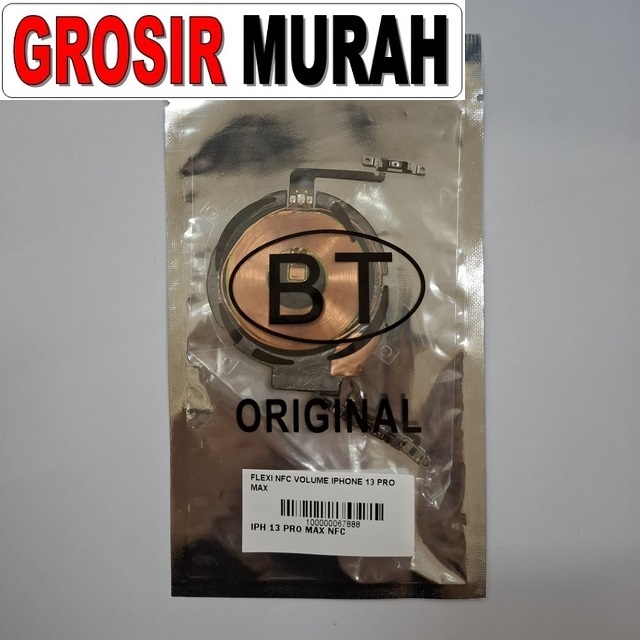 GROSIR MURAH
BT
ORIGINAL
FLEXI NFC VOLUME IPHONE 13 PRO
MAX
100000067888
IPH 13 PRO MAX NFC